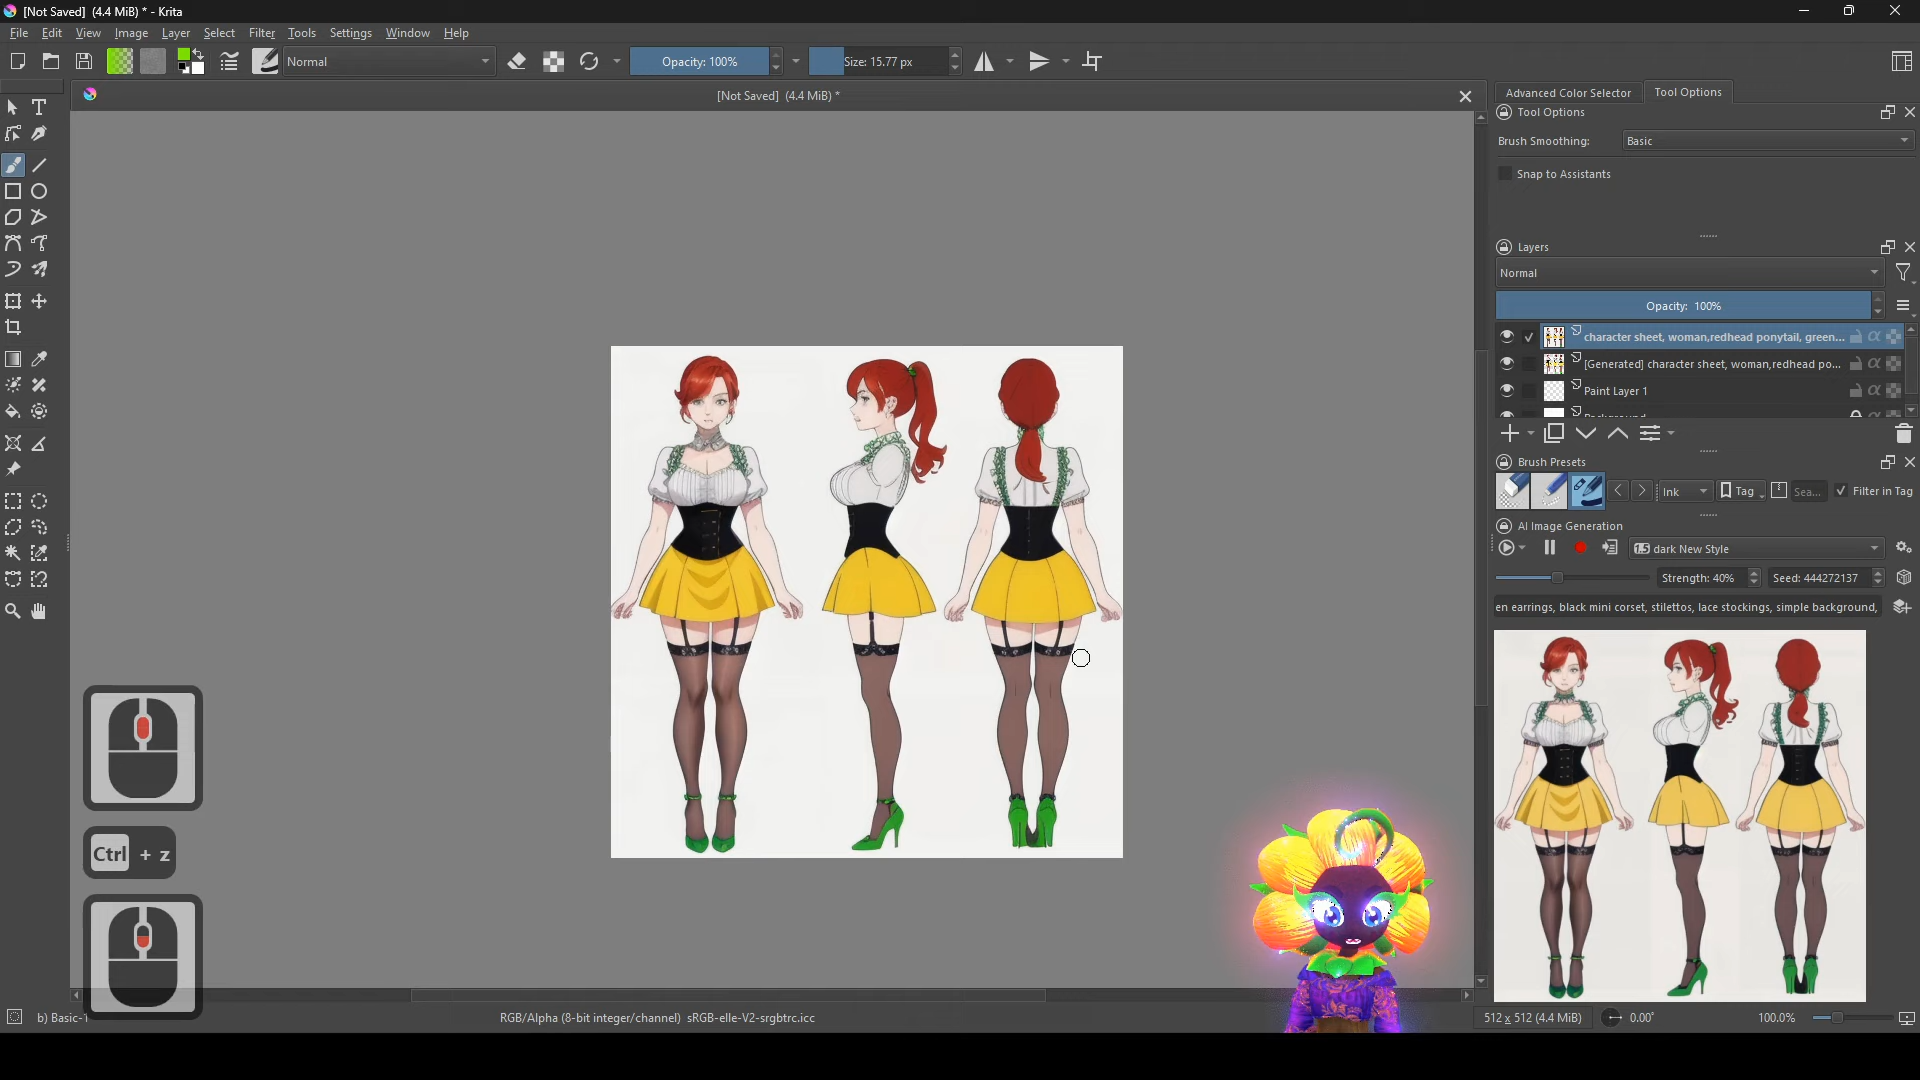 [Not Saved] (4.4 MiB) * - Krita
File Edit View Image Layer Select Filter Tools Settings Window Help
Normal
Opacity: 100%
Size: 15.77 px
[Not Saved] (4.4 MiB) *
Advanced Color Selector
Tool Options
Tool Options
Brush Smoothing:
Basic
Snap to Assistants
Layers
Normal
Opacity: 100%
character sheet, woman,redhead ponytail, green...
[Generated] character sheet, woman,redhead po...
Paint Layer 1
Brush Presets
Ink
Tag
Sea...
Filter in Tag
AI Image Generation
1.5 dark New Style
Strength: 40%
Seed: 444272137
en earrings, black mini corset, stilettos, lace stockings, simple background,
Ctrl + z
b) Basic-
RGB/Alpha (8-bit integer/channel) sRGB-elle-V2-srgbtrc.icc
512 x 512 (4.4 MiB)
0.00°
100.0%